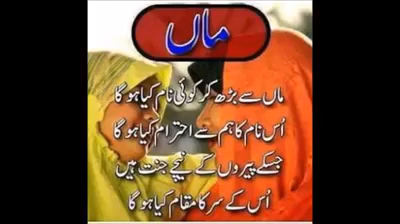 ماں
ماں سے بڑھ کر کوئی نام کیا ہو گا
اُس نام کا ہم سے احترام کیا ہو گا
جسکے پیروں کے نیچے جنت ہیں
اُس کے سر کا مقام کیا ہو گا